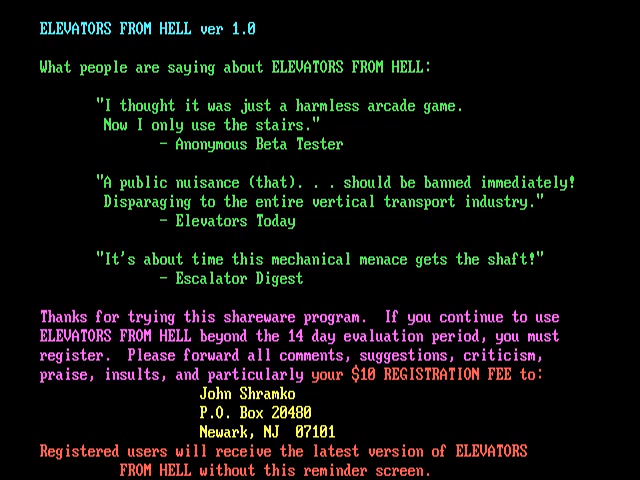 ELEVATORS FROM HELL ver 1.0
What people are saying about ELEVATORS FROM HELL:
"I thought it was just a harmless arcade game.
Now I only use the stairs."
- Anonymous Beta Tester
"A public nuisance (that). . . should be banned immediately!
Disparaging to the entire vertical transport industry."
- Elevators Today
"It's about time this mechanical menace gets the shaft!"
- Escalator Digest
Thanks for trying this shareware program.  If you continue to use
ELEVATORS FROM HELL beyond the 14 day evaluation period, you must
register.  Please forward all comments, suggestions, criticism,
praise, insults, and particularly your $10 REGISTRATION FEE to:
John Shramko
P.O. Box 20480
Newark, NJ  07101
Registered users will receive the latest version of ELEVATORS
FROM HELL without this reminder screen.